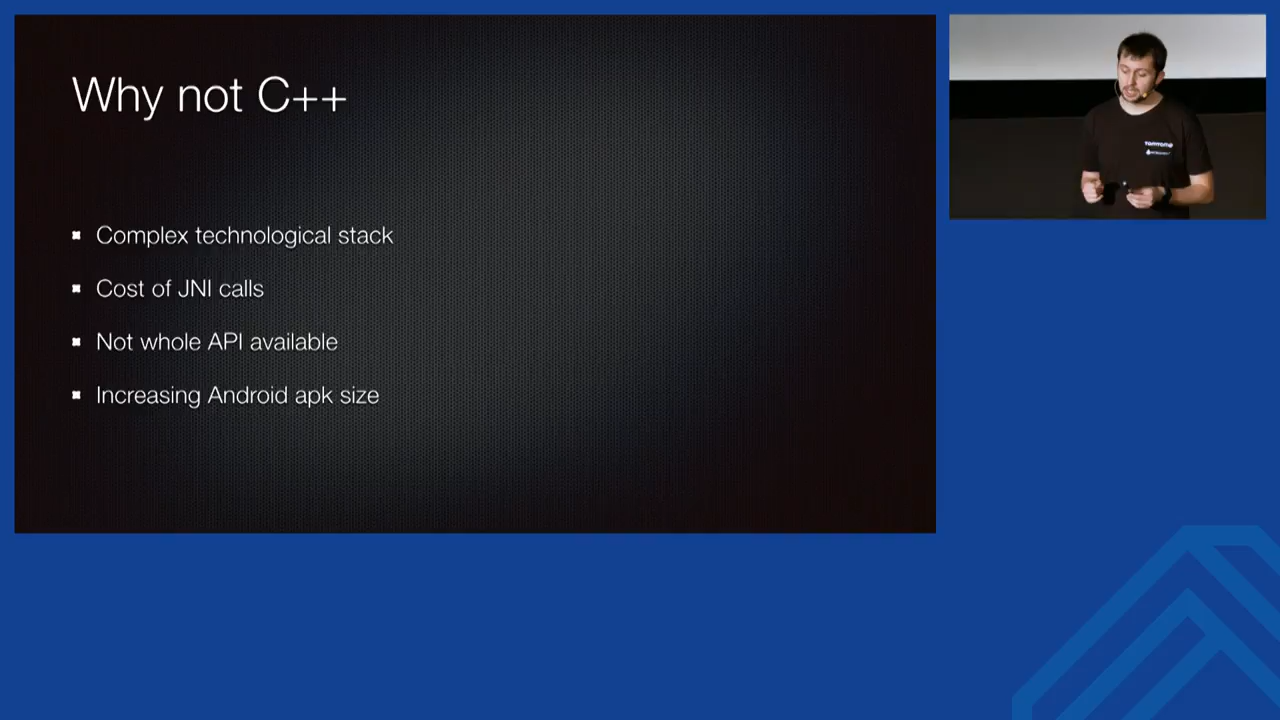 Why not C++
Complex technological stack
Cost of JNI calls
Not whole API available
Increasing Android apk size